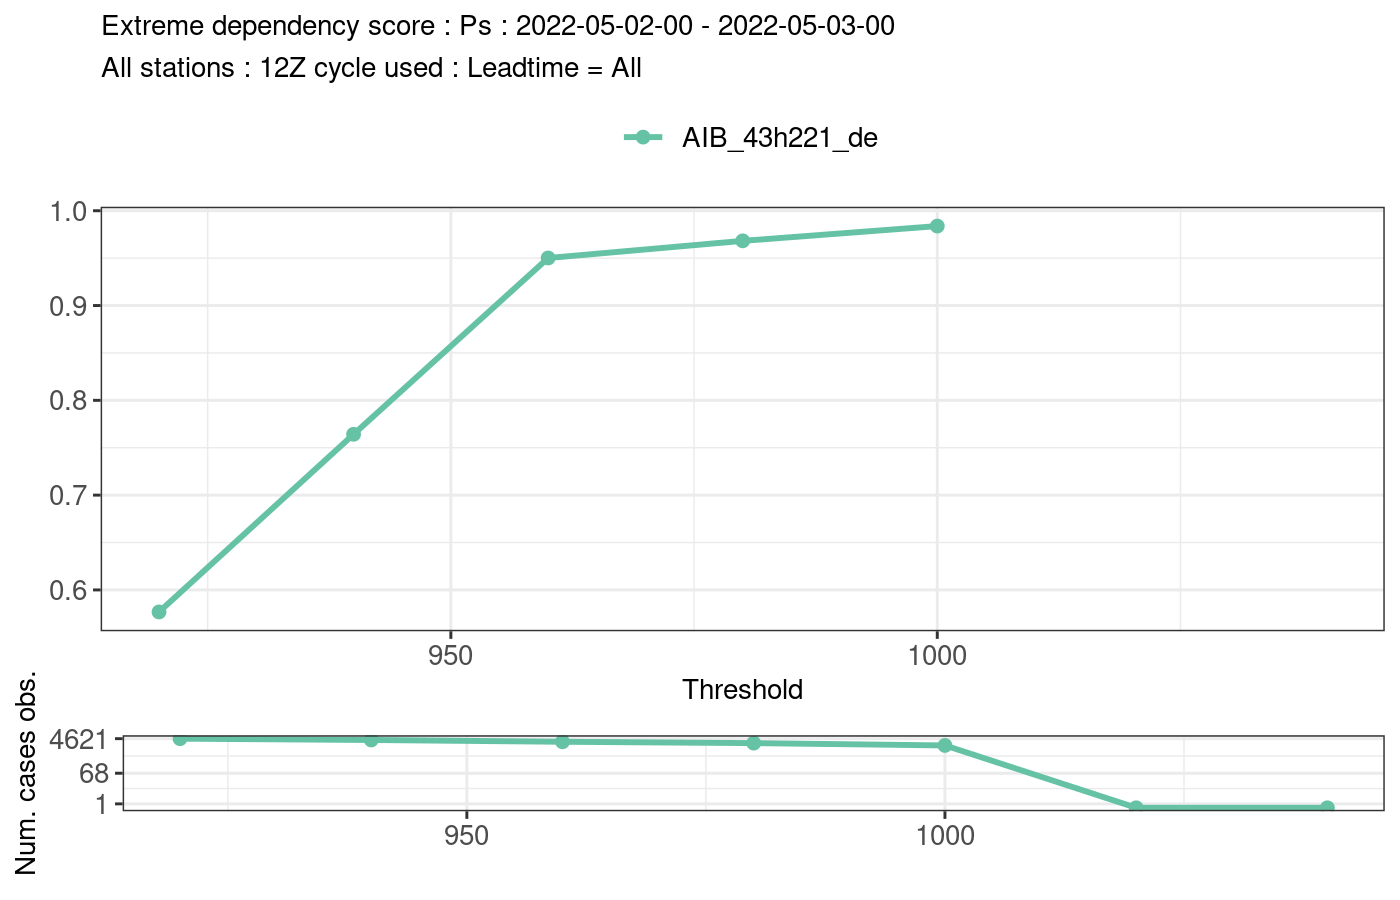 Extreme dependency score : Ps : 2022-05-02-00 - 2022-05-03-00
All stations : 12Z cycle used : Leadtime = All
AIB_43h221_de
1.0
0.9
0.8
0.7
0.6
950
1000
Threshold
Num. cases obs.
4621
68
1
950
1000